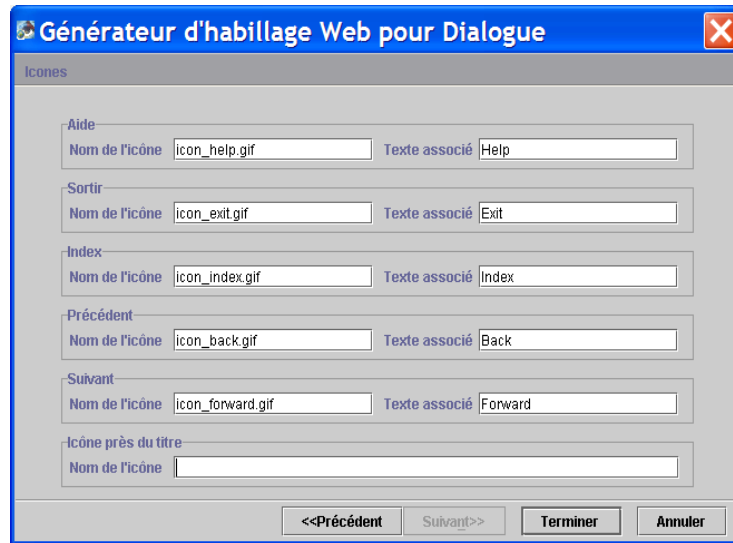 Générateur d'habillage Web pour Dialogue
Icones
Aide
Nom de l'icône icon_help.gif Texte associé Help
Sortir
Nom de l'icône icon_exit.gif Texte associé Exit
Index
Nom de l'icône icon_index.gif Texte associé Index
Précédent
Nom de l'icône icon_back.gif Texte associé Back
Suivant
Nom de l'icône icon_forward.gif Texte associé Forward
Icône près du titre
Nom de l'icône
<<Précédent Suivant>> Terminer Annuler